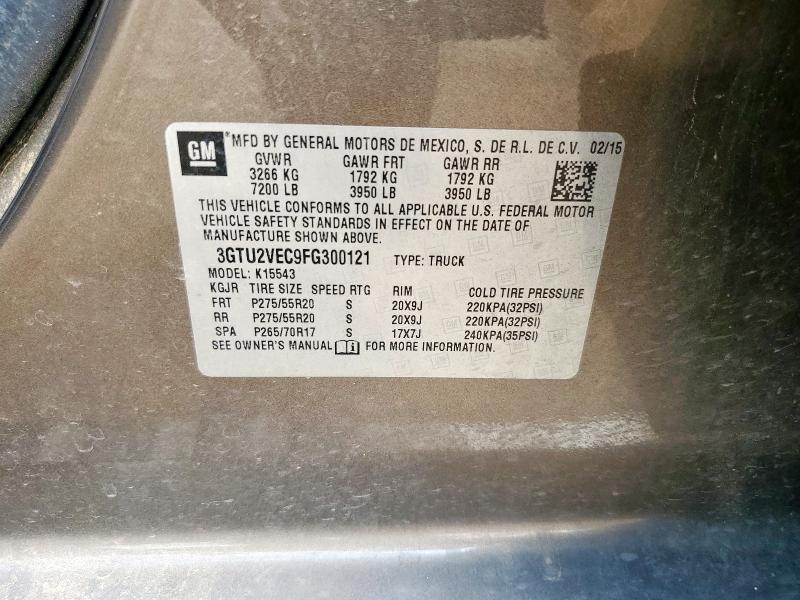 GM
*MFD BY GENERAL MOTORS DE MEXICO, S. DE R.L. DE C.V. 02/15
GVWR GAWR FRT GAWR RR
3266 KG 1792 KG 1792 KG
7200 LB 3950 LB 3950 LB
THIS VEHICLE CONFORMS TO ALL APPLICABLE U.S. FEDERAL MOTOR
VEHICLE SAFETY STANDARDS IN EFFECT ON THE DATE OF
MANUFACTURE SHOWN ABOVE.
3GTU2VEC9FG300121 TYPE: TRUCK
MODEL: K15543
KGJR TIRE SIZE SPEED RTG RIM COLD TIRE PRESSURE
FRT P275/55R20 S 20X9J 220KPA(32PSI)
RR P275/55R20 S 20X9J 220KPA(32PSI)
SPA P265/70R17 S 17X7J 240KPA(35PSI)
SEE OWNER'S MANUAL FOR MORE INFORMATION.